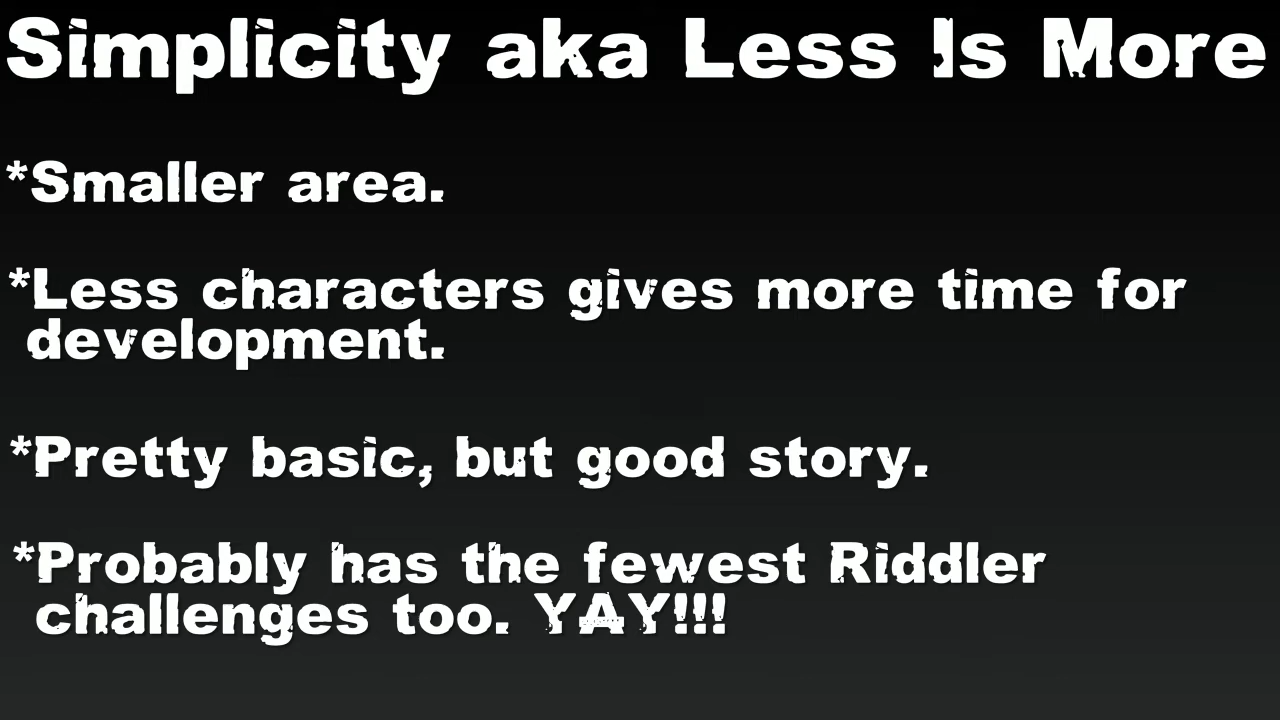 Simplicity aka Less Is More
*Smaller area.
*Less characters gives more time for
development.
*Pretty basic, but good story.
*Probably has the fewest Riddler
challenges too. YAY!!!